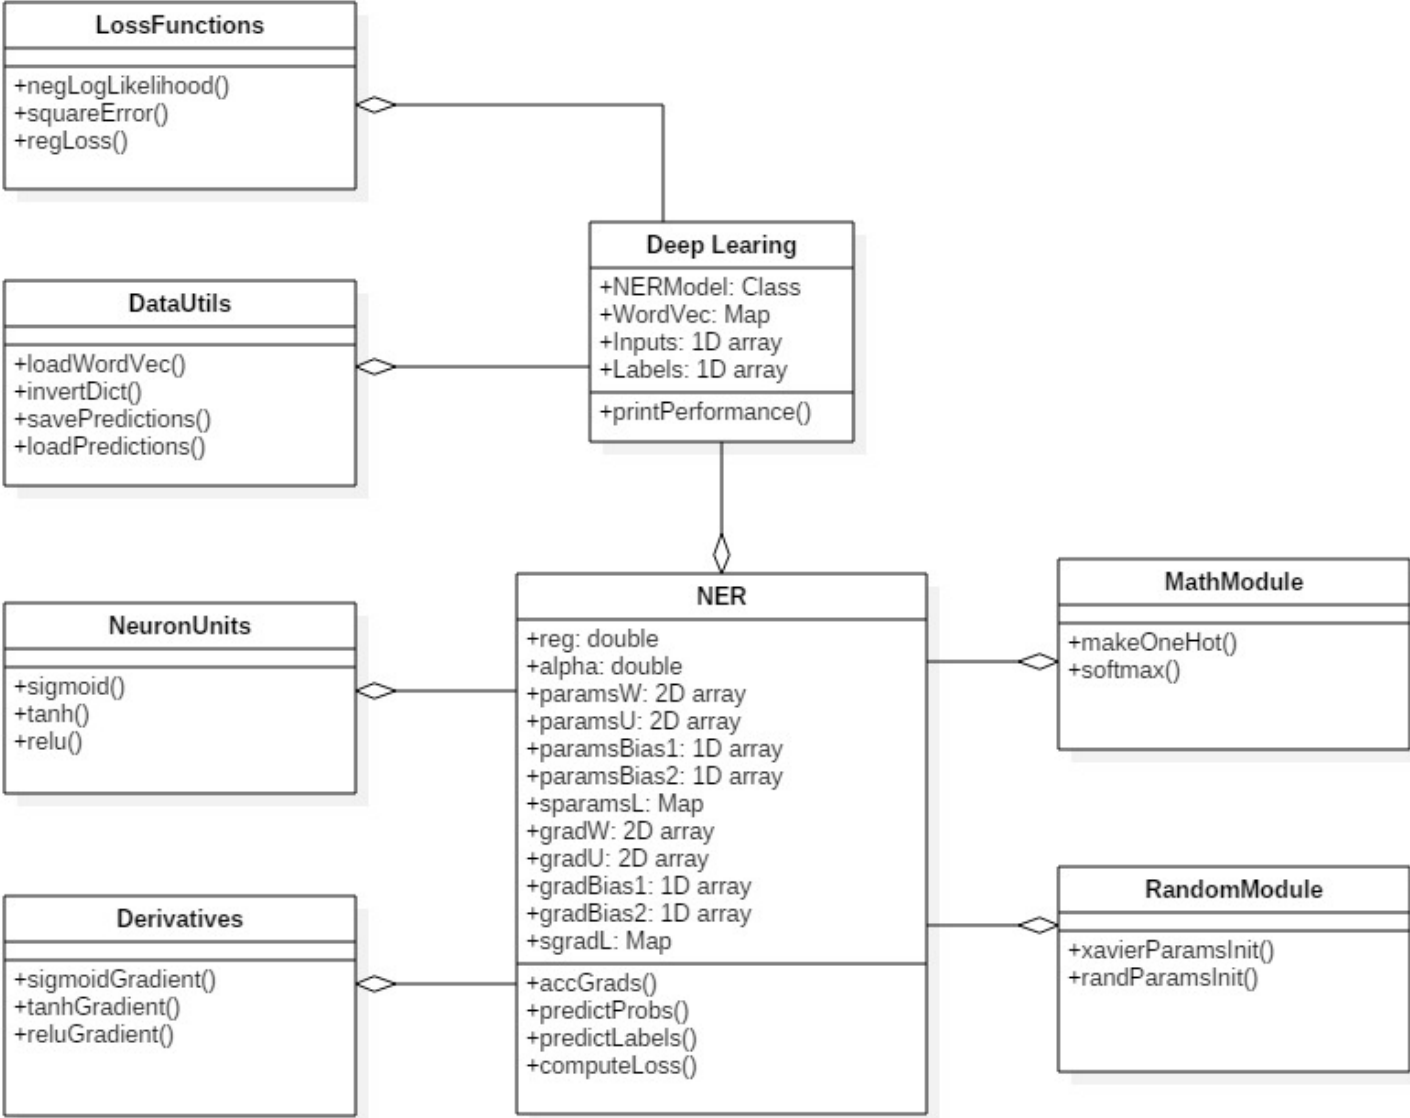 LossFunctions
+negLogLikelihood()
+squareError()
+regLoss()
Deep Learing
+NERModel: Class
+WordVec: Map
+Inputs: 1D array
+Labels: 1D array
+printPerformance()
DataUtils
+loadWordVec()
+invertDict()
+savePredictions()
+loadPredictions()
NeuronUnits
+sigmoid()
+tanh()
+relu()
NER
+reg: double
+alpha: double
+paramsW: 2D array
+paramsU: 2D array
+paramsBias1: 1D array
+paramsBias2: 1D array
+sparamsL: Map
+gradW: 2D array
+gradU: 2D array
+gradBias1: 1D array
+gradBias2: 1D array
+sgradL: Map
+accGrads()
+predictProbs()
+predictLabels()
+computeLoss()
MathModule
+makeOneHot()
+softmax()
Derivatives
+sigmoidGradient()
+tanhGradient()
+reluGradient()
RandomModule
+xavierParamsInit()
+randParamsInit()